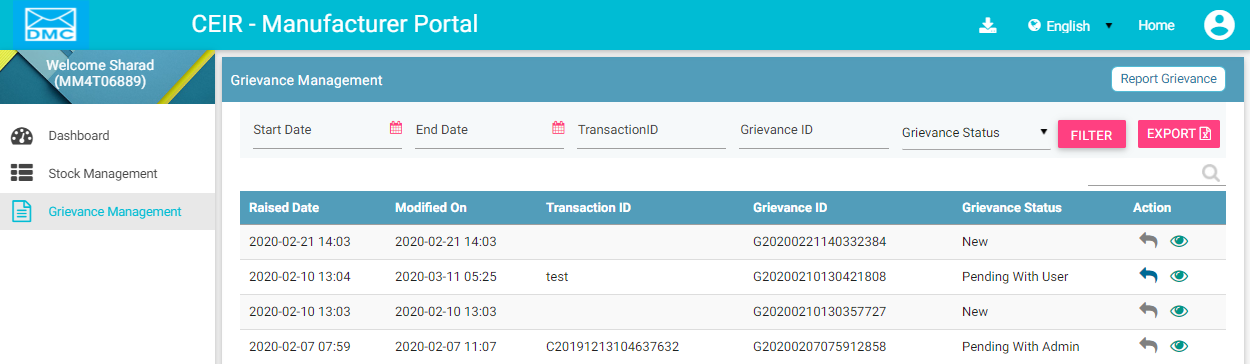 DMC
CEIR - Manufacturer Portal
English
Home
Welcome Sharad
(MM4T06889)
Dashboard
Stock Management
Grievance Management
Grievance Management
Report Grievance
Start Date End Date TransactionID Grievance ID Grievance Status FILTER EXPORT
Raised Date Modified On Transaction ID Grievance ID Grievance Status Action
2020-02-21 14:03 2020-02-21 14:03 G20200221140332384 New
2020-02-10 13:04 2020-03-11 05:25 test G20200210130421808 Pending With User
2020-02-10 13:03 2020-02-10 13:03 G20200210130357727 New
2020-02-07 07:59 2020-02-07 11:07 C20191213104637632 G20200207075912858 Pending With Admin